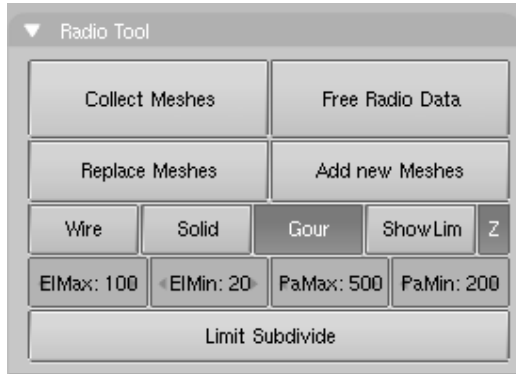 Radio Tool
Collect Meshes Free Radio Data
Replace Meshes Add new Meshes
Wire Solid Gour ShowLim Z
ElMax: 100 ElMin: 20 PaMax: 500 PaMin: 200
Limit Subdivide